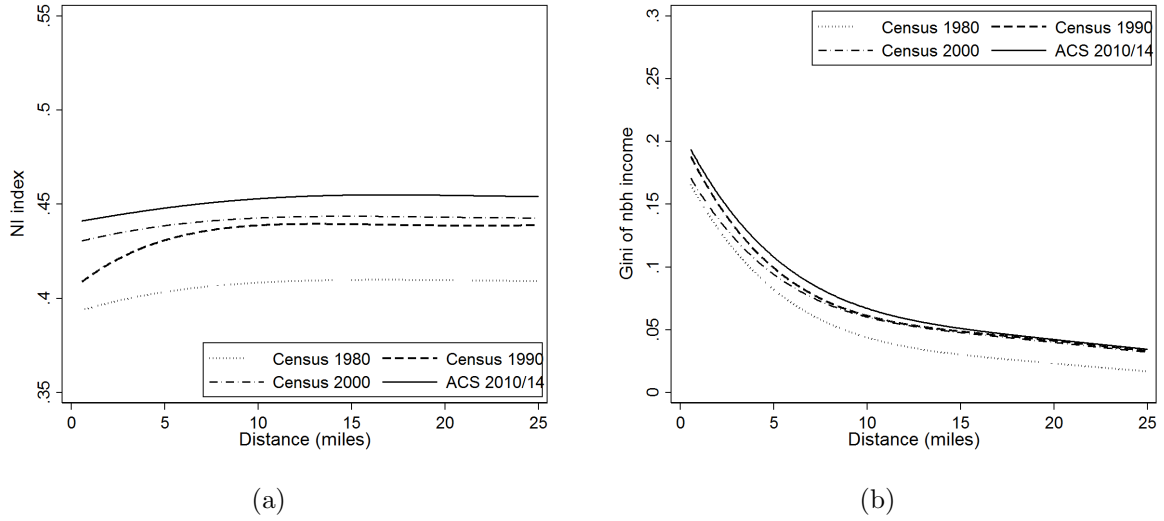 .55
.5
.45
.4
.35
NI index
0
5
10
15
20
25
Distance (miles)
Census 1980
Census 1990
Census 2000
ACS 2010/14
(a)
.3
.25
.2
.15
.1
.05
0
Gini of nbh income
0
5
10
15
20
25
Distance (miles)
Census 1980
Census 1990
Census 2000
ACS 2010/14
(b)